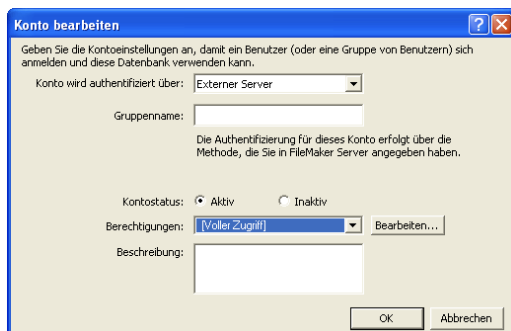 Konto bearbeiten
Geben Sie die Kontoeinstellungen an, damit ein Benutzer (oder eine Gruppe von Benutzern) sich
anmelden und diese Datenbank verwenden kann.
Konto wird authentifiziert über: Externer Server
Gruppenname:
Die Authentifizierung für dieses Konto erfolgt über die
Methode, die Sie in FileMaker Server angegeben haben.
Kontostatus: Aktiv Inaktiv
Berechtigungen: [Voller Zugriff] Bearbeiten...
Beschreibung:
OK Abbrechen